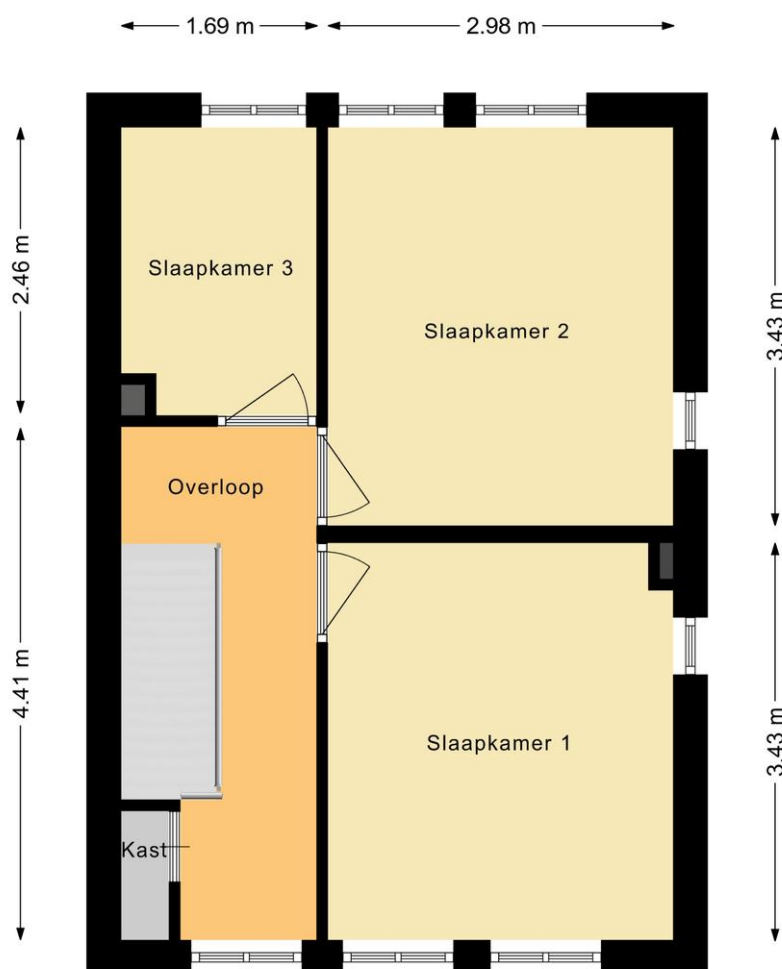 1.69 m
2.98 m
2.46 m
3.43 m
Slaapkamer 3
Slaapkamer 2
Overloop
4.41 m
3.43 m
Slaapkamer 1
Kast